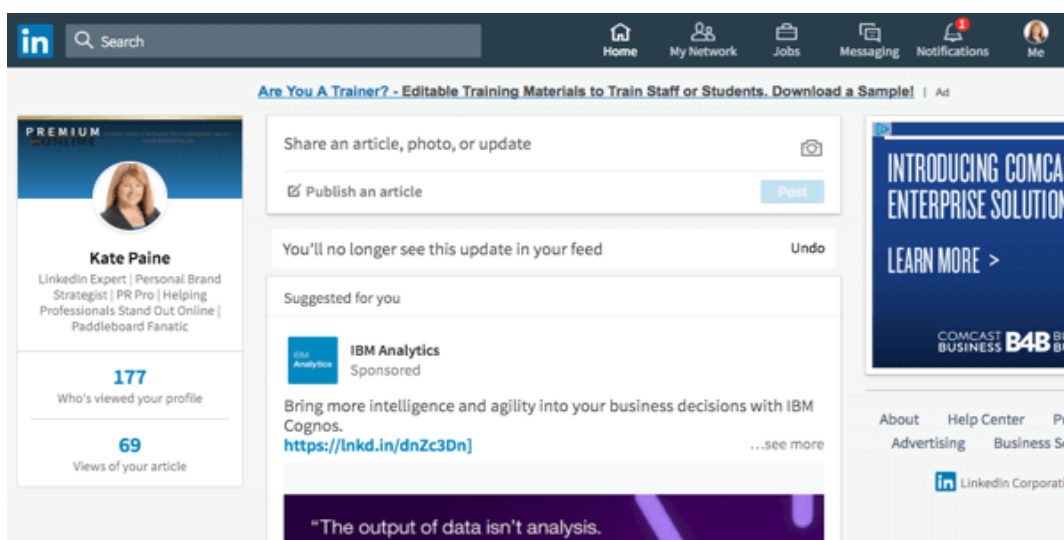 in Search Home My Network Jobs Messaging 1 Notifications Me
Are You A Trainer? - Editable Training Materials to Train Staff or Students. Download a Sample! | Ad
PREMIUM
ONLINE
Kate Paine
LinkedIn Expert | Personal Brand
Strategist | PR Pro | Helping
Professionals Stand Out Online |
Paddleboard Fanatic
177
Who's viewed your profile
69
Views of your article
Share an article, photo, or update
Publish an article Post
You'll no longer see this update in your feed Undo
Suggested for you
IBM
Analytics
IBM Analytics
Sponsored
Bring more intelligence and agility into your business decisions with IBM
Cognos.
https://lnkd.in/dnZc3Dn] ...see more
“The output of data isn't analysis.
INTRODUCING COMCA
ENTERPRISE SOLUTION
LEARN MORE >
COMCAST
BUSINESS B4B
About Help Center
Advertising Business
in LinkedIn Corporati